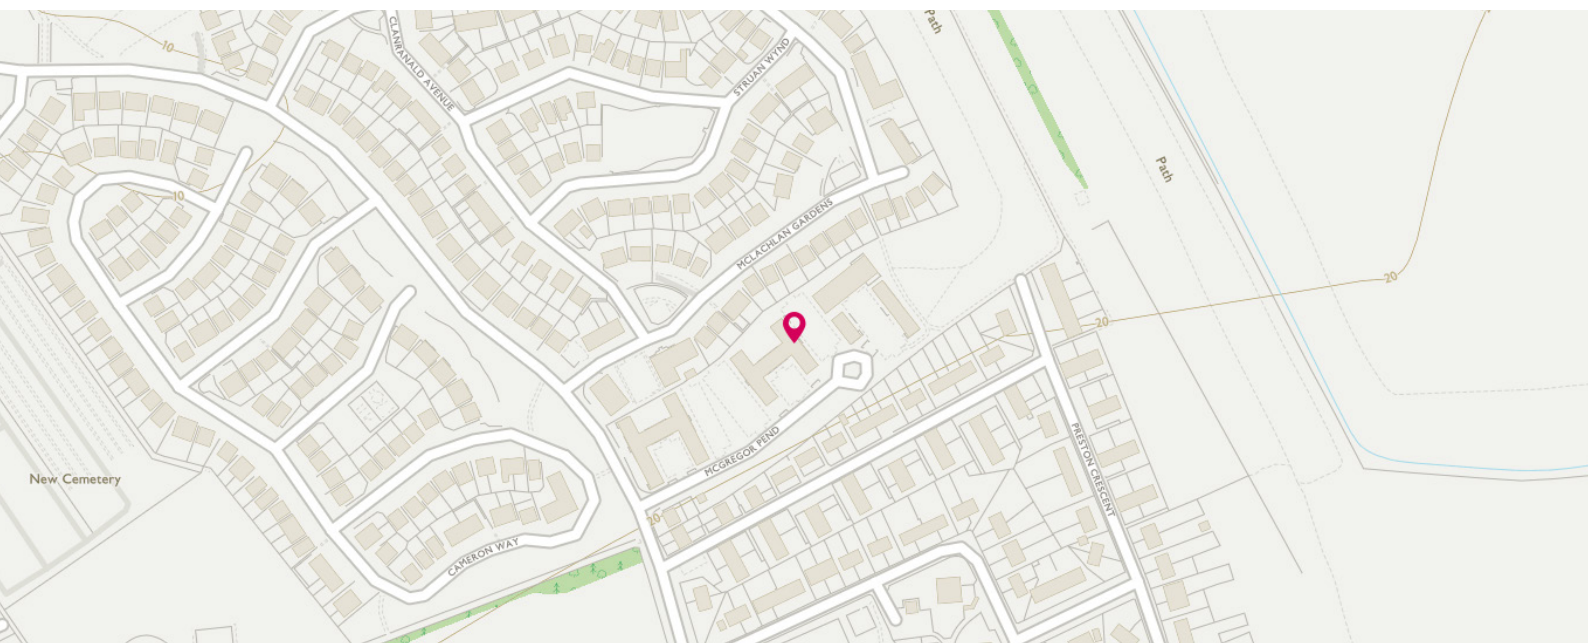 Path
10
CLANRANALD AVENUE
STRUAN WYND
Path
10
MCLACHLAN GARDENS
20
20
MCGREGOR PEND
PRESTON CRESCENT
New Cemetery
20
CAMERON WAY